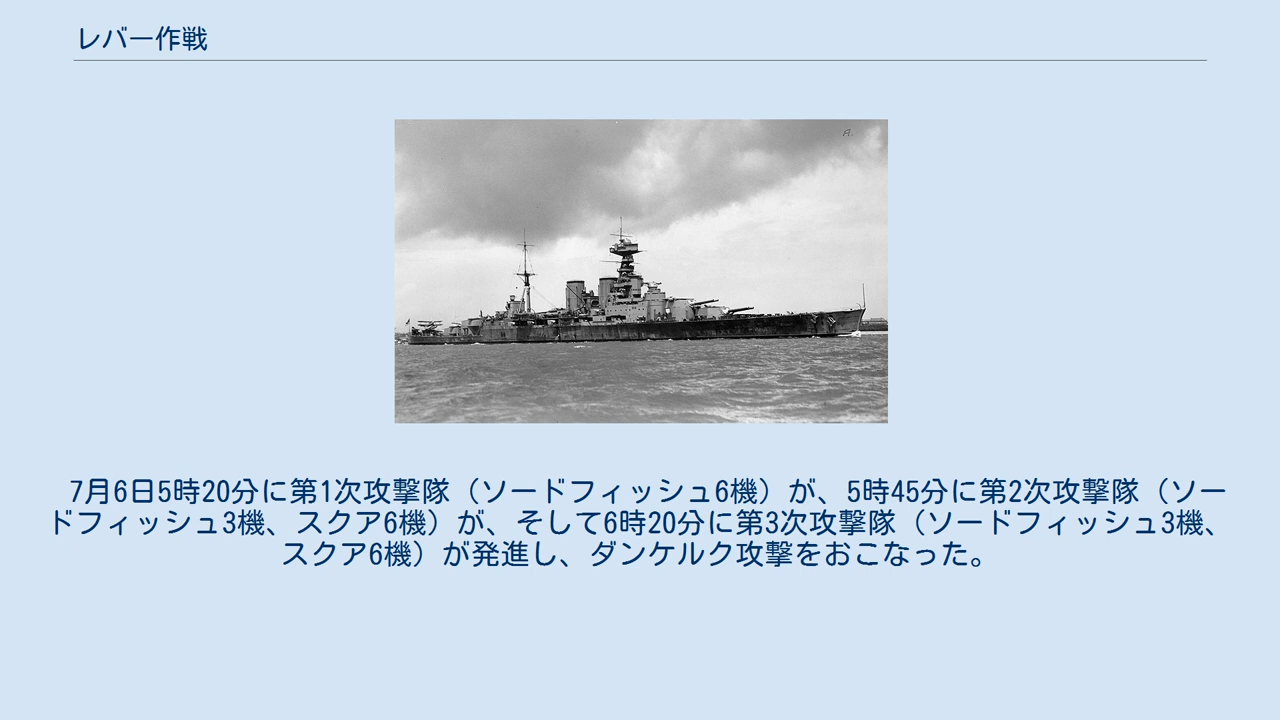 レバー作戦
7月6日5時20分に第1次攻撃隊（ソードフィッシュ6機）が、5時45分に第2次攻撃隊（ソー
ドフィッシュ3機、スクア6機）が、そして6時20分に第3次攻撃隊（ソードフィッシュ3機、
スクア6機）が発進し、ダンケルク攻撃をおこなった。